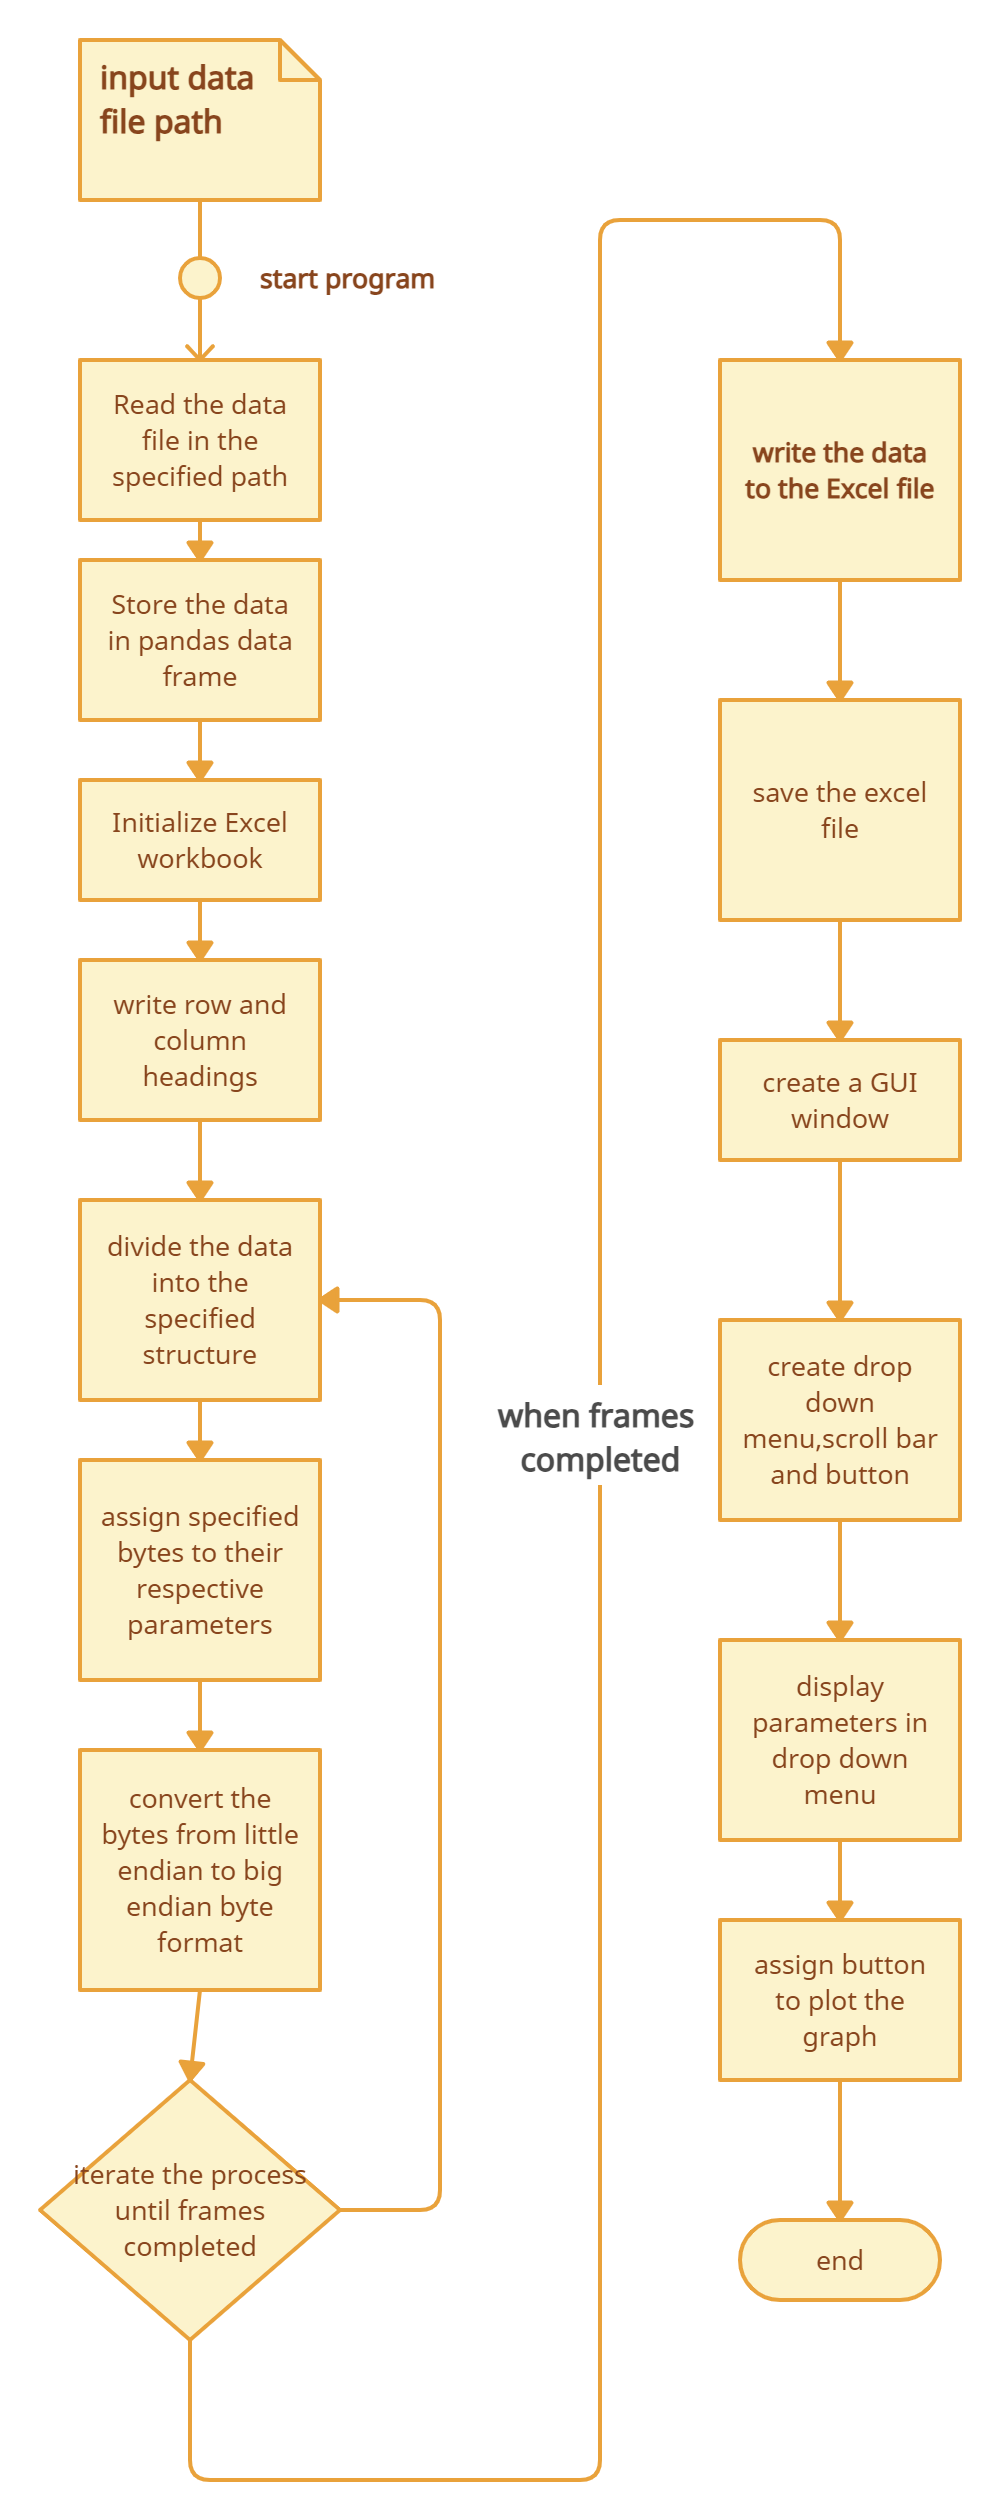 input data
file path
start program
Read the data
file in the
specified path
Store the data
in pandas data
frame
Initialize Excel
workbook
write row and
column
headings
divide the data
into the
specified
structure
assign specified
bytes to their
respective
parameters
convert the
bytes from little
endian to big
endian byte
format
iterate the process
until frames
completed
when frames
completed
write the data
to the Excel file
save the excel
file
create a GUI
window
create drop
down
menu,scroll bar
and button
display
parameters in
drop down
menu
assign button
to plot the
graph
end